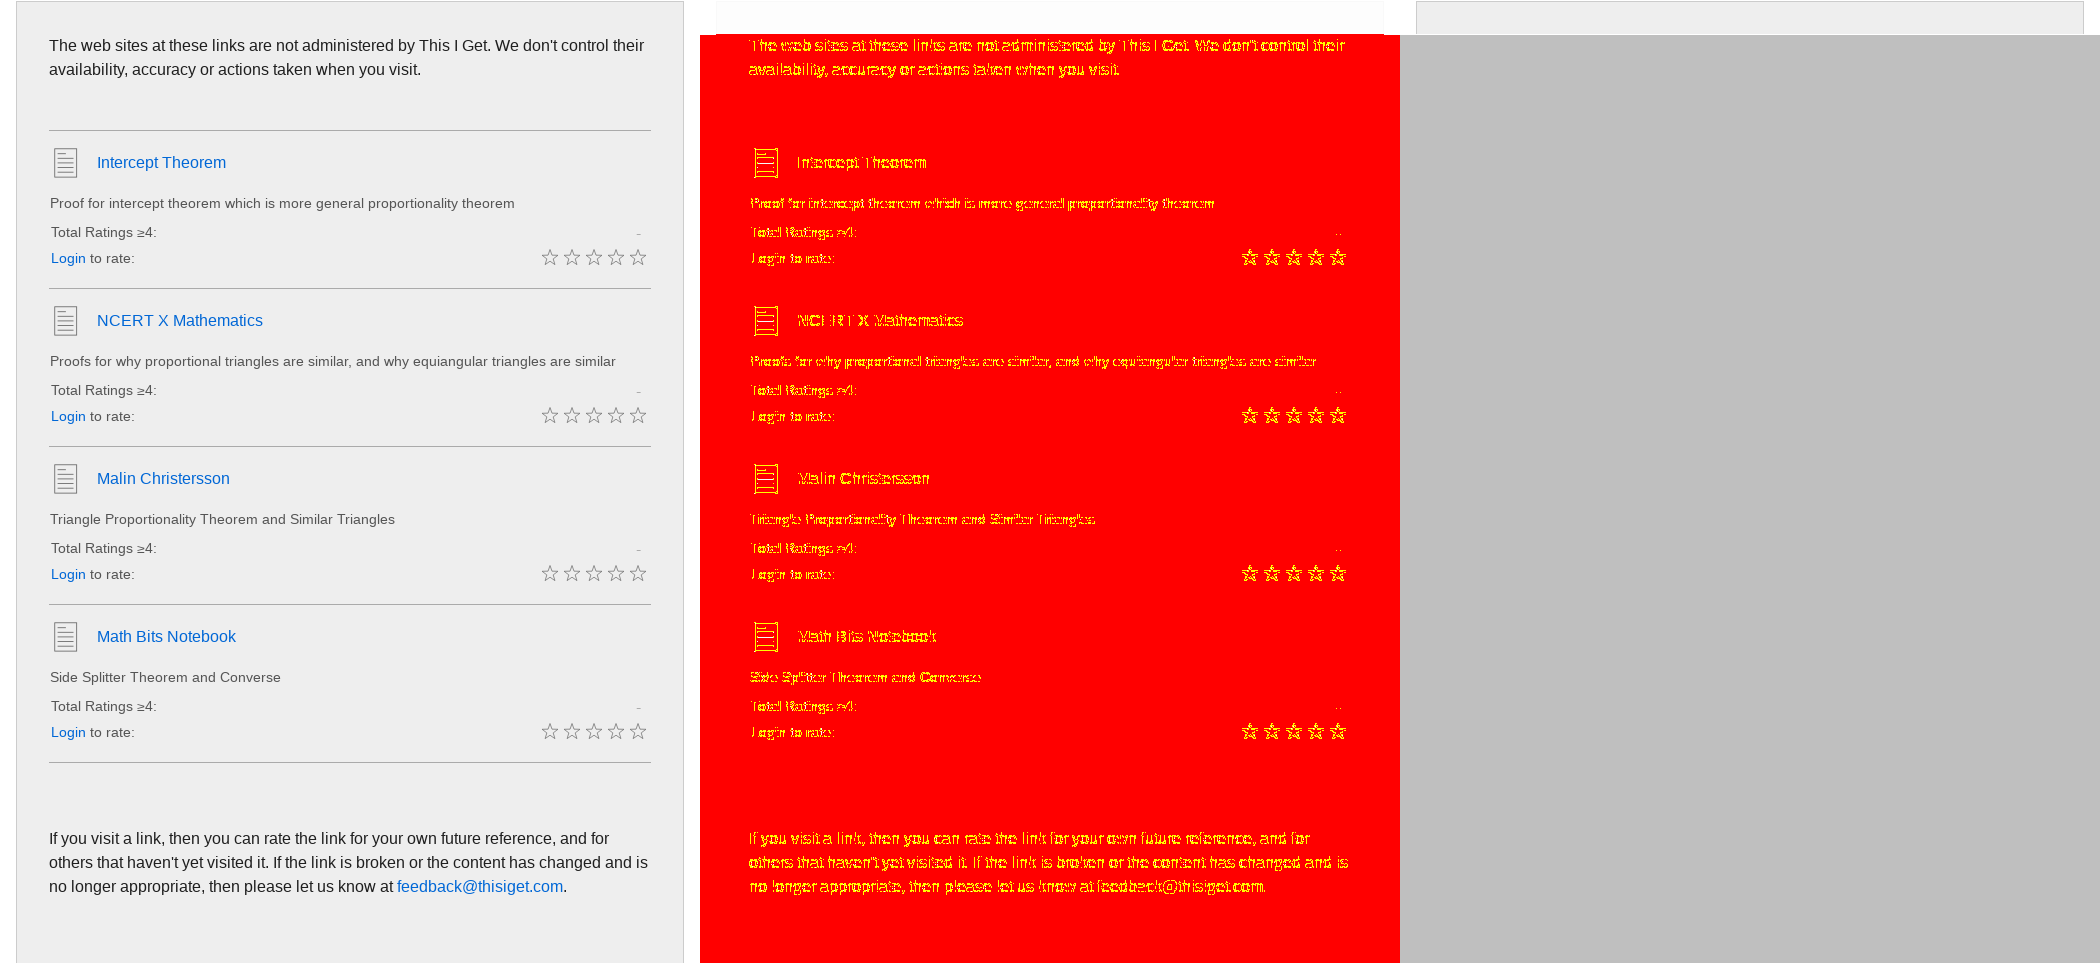 The web sites at these links are not administered by This I Get. We don't control their
availability, accuracy or actions taken when you visit.
Intercept Theorem
Proof for intercept theorem which is more general proportionality theorem
Total Ratings ≥4:
-
Login to rate:
NCERT X Mathematics
Proofs for why proportional triangles are similar, and why equiangular triangles are similar
Total Ratings ≥4:
-
Login to rate:
Malin Christersson
Triangle Proportionality Theorem and Similar Triangles
Total Ratings ≥4:
-
Login to rate:
Math Bits Notebook
Side Splitter Theorem and Converse
Total Ratings ≥4:
-
Login to rate:
If you visit a link, then you can rate the link for your own future reference, and for
others that haven't yet visited it. If the link is broken or the content has changed and is
no longer appropriate, then please let us know at feedback@thisiget.com.
The web sites at these links are not administered by This I Get. We don't control their
availability, accuracy or actions taken when you visit.
Intercept Theorem
Proof for intercept theorem which is more general proportionality theorem
Total Ratings ≥4:
Login to rate:
NCERT X Mathematics
Proofs for why proportional triangles are similar, and why equiangular triangles are similar
Total Ratings ≥4:
Login to rate:
Malin Christersson
Triangle Proportionality Theorem and Similar Triangles
Total Ratings ≥4:
Login to rate:
Math Bits Notebook
Side Splitter Theorem and Converse
Total Ratings ≥4:
Login to rate:
If you visit a link, then you can rate the link for your own future reference, and for
others that haven't yet visited it. If the link is broken or the content has changed and is
no longer appropriate, then please let us know at feedback@thisiget.com.